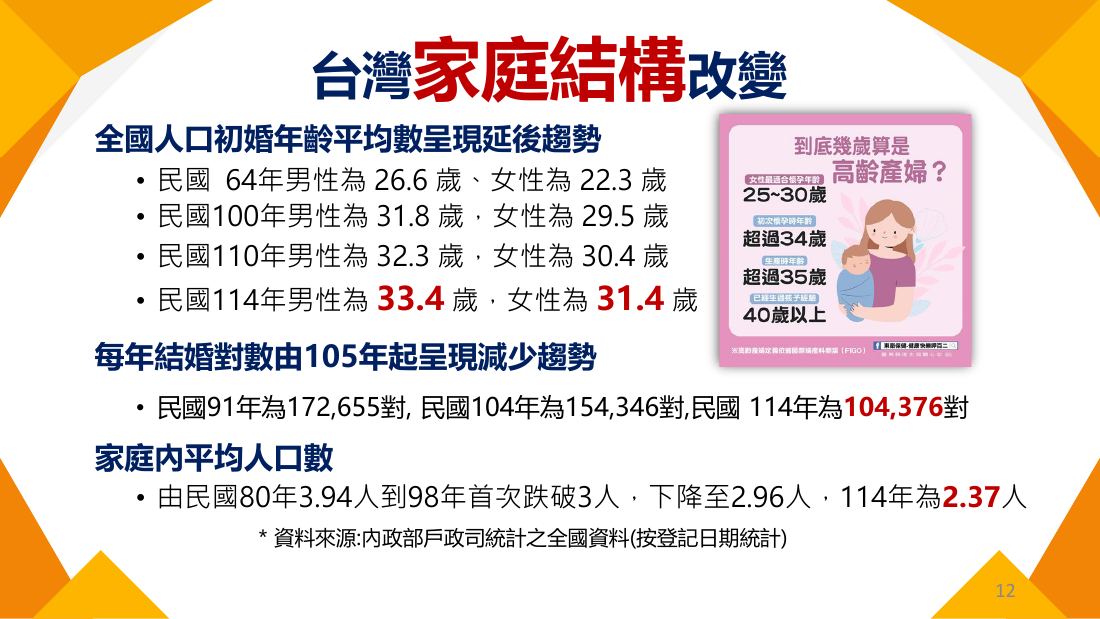 台灣家庭結構改變
全國人口初婚年齡平均數呈現延後趨勢
• 民國 64年男性為 26.6 歲、女性為 22.3 歲
• 民國100年男性為 31.8 歲，女性為 29.5 歲
• 民國110年男性為 32.3 歲，女性為 30.4 歲
• 民國114年男性為 33.4 歲，女性為 31.4 歲
到底幾歲算是
高齡產婦？
女性最適合懷孕年齡
25~30歲
初次懷孕時年齡
超過34歲
生產時年齡
超過35歲
已經生過孩子經驗
40歲以上
每年結婚對數由105年起呈現減少趨勢
• 民國91年為172,655對, 民國104年為154,346對,民國 114年為104,376對
家庭內平均人口數
• 由民國80年3.94人到98年首次跌破3人，下降至2.96人，114年為2.37人
* 資料來源:內政部戶政司統計之全國資料(按登記日期統計)
12